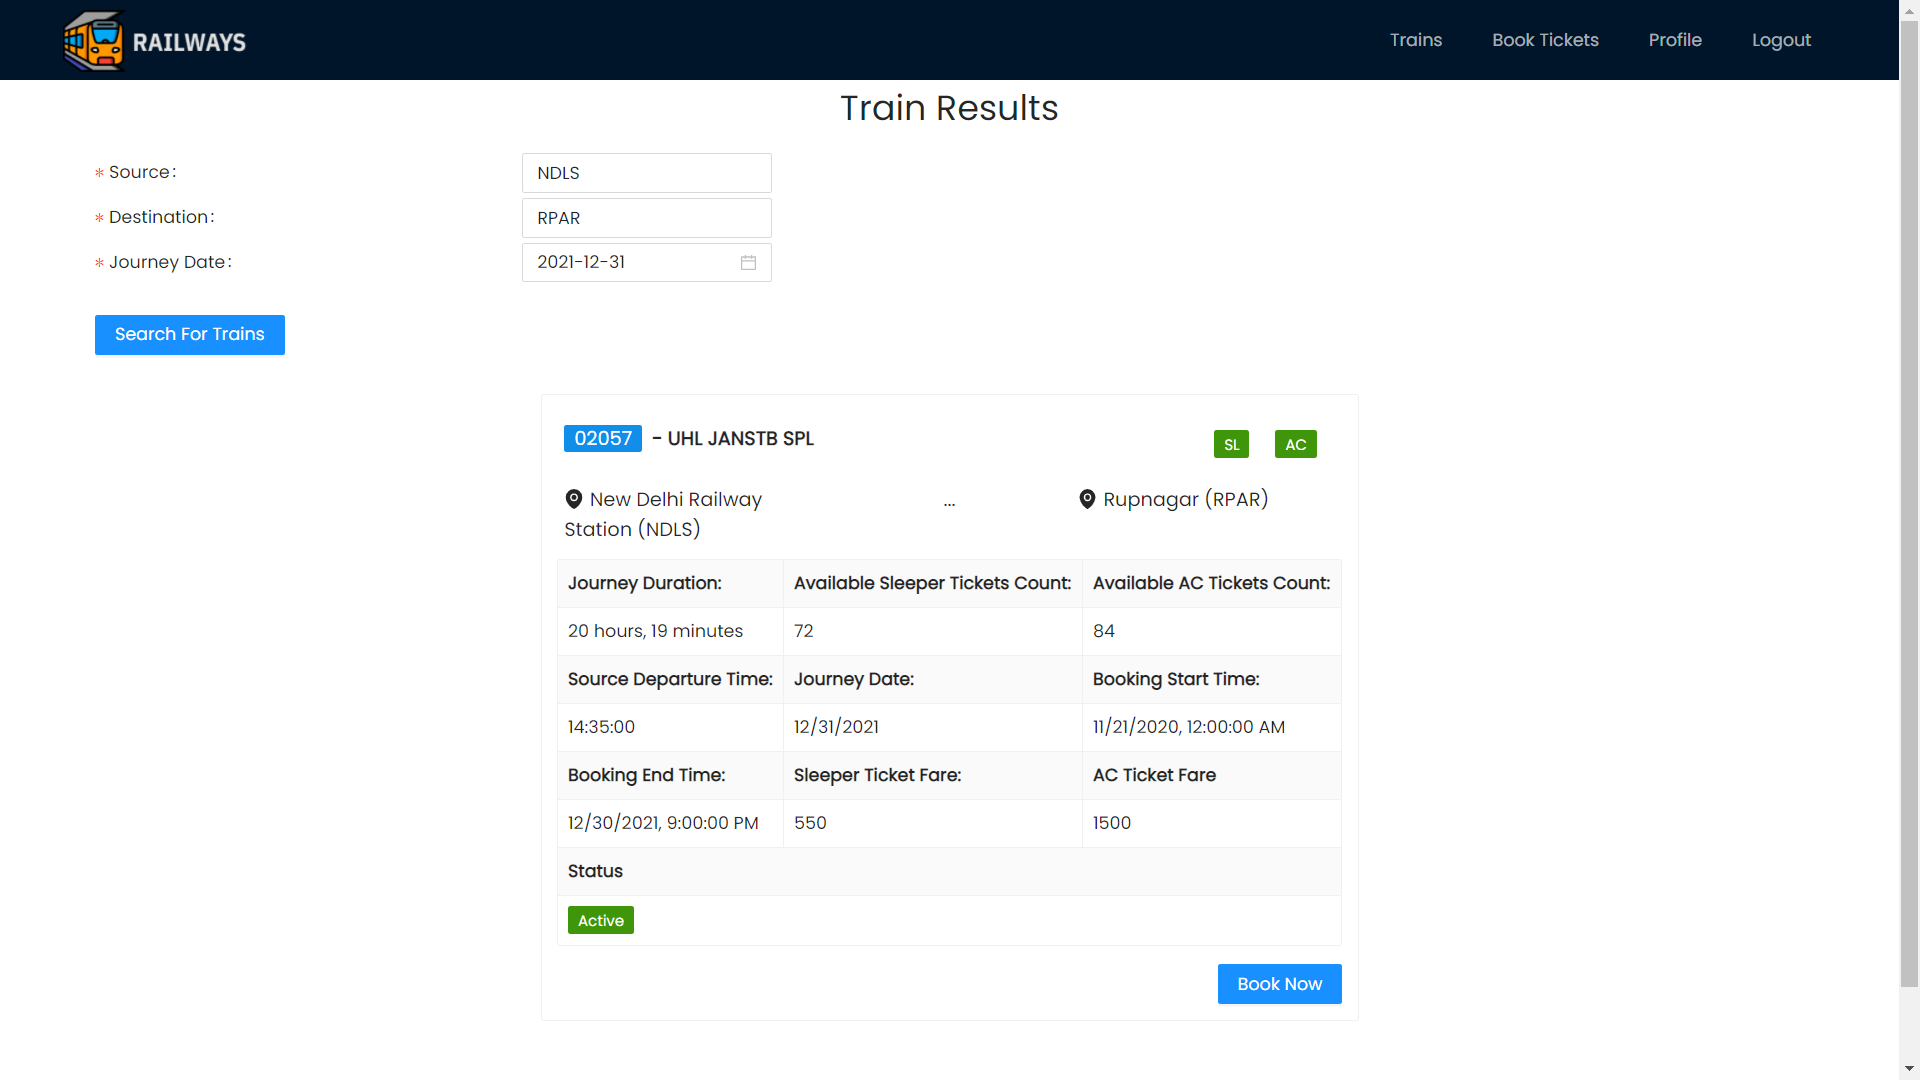 RAILWAYS
Trains
Book Tickets
Profile
Logout
Train Results
* Source:
NDLS
* Destination:
RPAR
* Journey Date:
2021-12-31
Search For Trains
02057 - UHL JANSTB SPL
SL
AC
New Delhi Railway
Station (NDLS)
...
Rupnagar (RPAR)
Journey Duration: Available Sleeper Tickets Count: Available AC Tickets Count:
20 hours, 19 minutes 72 84
Source Departure Time: Journey Date: Booking Start Time:
14:35:00 12/31/2021 11/21/2020, 12:00:00 AM
Booking End Time: Sleeper Ticket Fare: AC Ticket Fare
12/30/2021, 9:00:00 PM 550 1500
Status
Active
Book Now